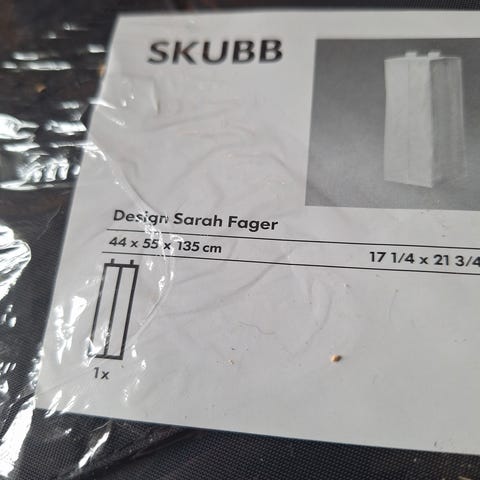 SKUBB
Design Sarah Fager
44 x 55 x 135 cm
17 1/4 x 21 3/4
1x